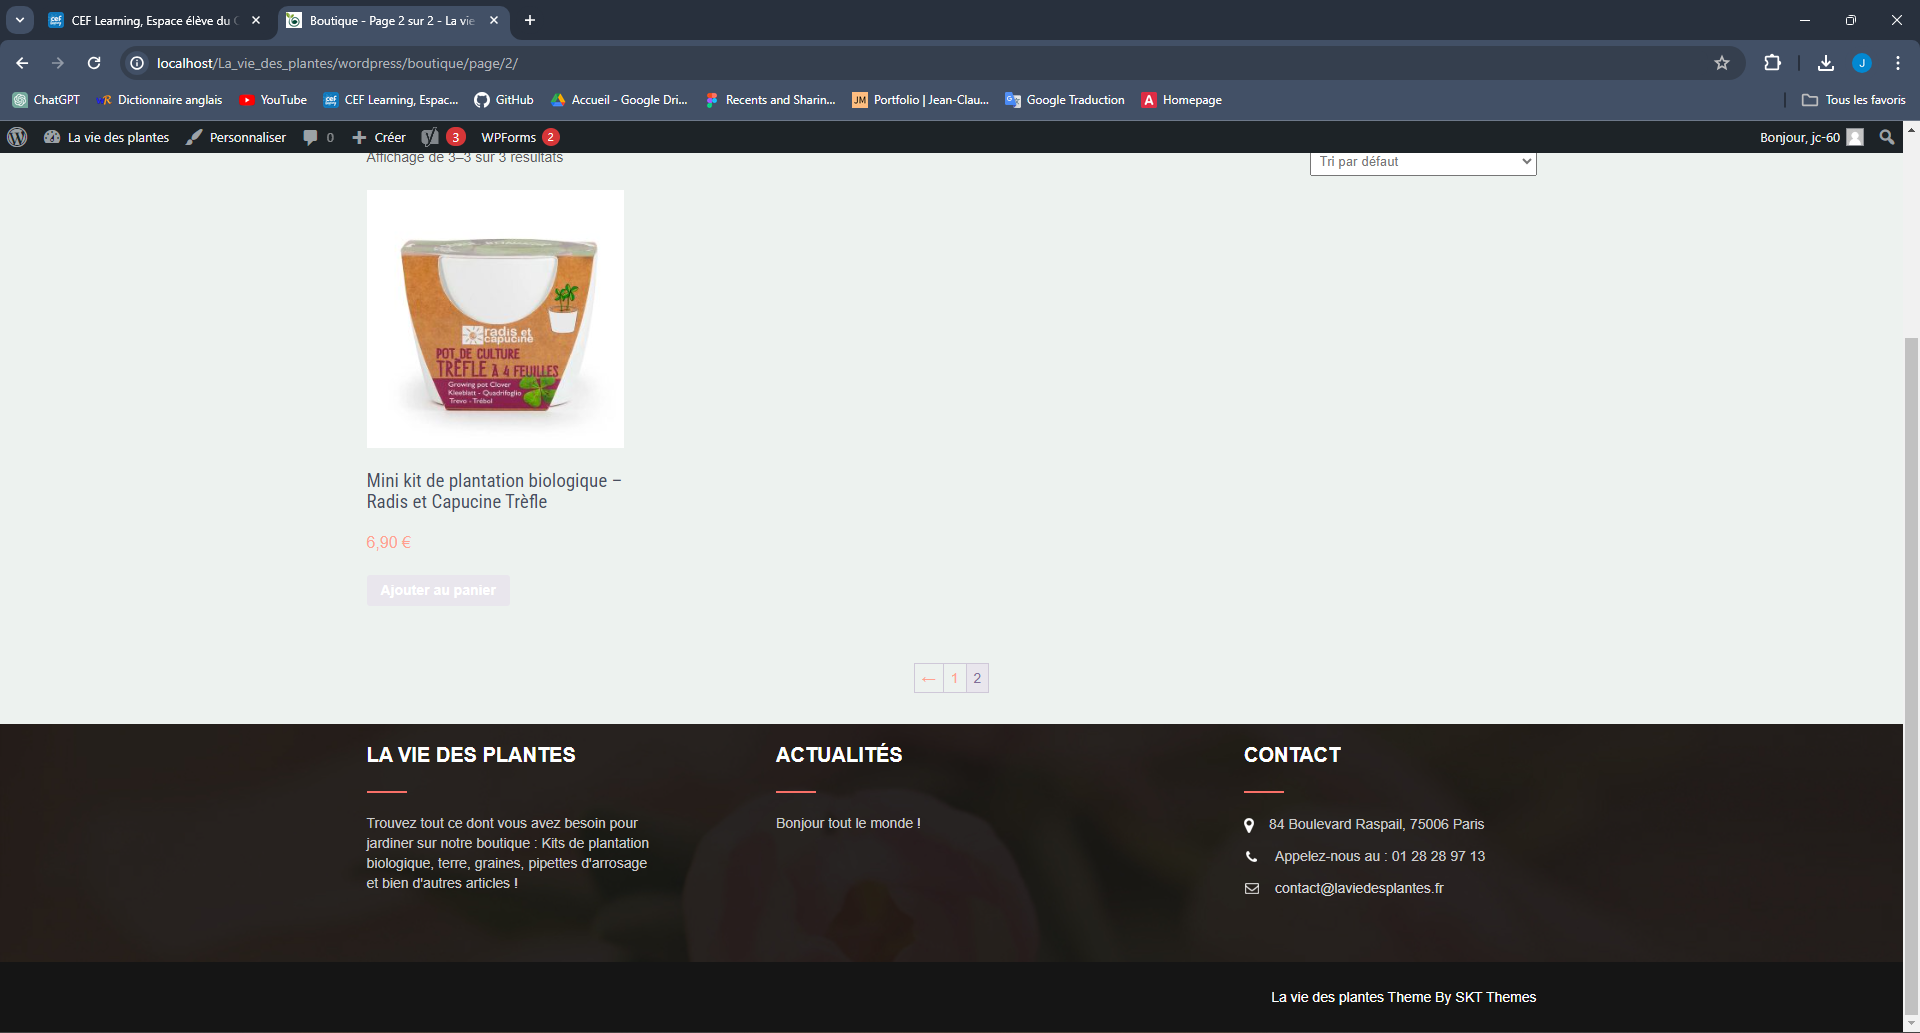 CEF Learning, Espace élève du C
Boutique - Page 2 sur 2 - La vie
localhost/La_vie_des_plantes/wordpress/boutique/page/2/
ChatGPT
Dictionnaire anglais
YouTube
CEF Learning, Espac...
GitHub
Accueil - Google Dri...
Recents and Sharin...
JM
Portfolio | Jean-Clau...
Google Traduction
A
Homepage
Tous les favoris
J
La vie des plantes
Personnaliser
0
Créer
3
WPForms
2
Bonjour, jc-60
Affichage de 3–3 sur 3 résultats
Tri par défaut
radis et
capucine
POT DE CULTURE
TRÈFLE À 4 FEUILLES
Growing pot Clover
Kleeblatt - Quadrifoglio
Trevo - Trébol
Mini kit de plantation biologique –
Radis et Capucine Trèfle
6,90 €
Ajouter au panier
← 1 2
LA VIE DES PLANTES
Trouvez tout ce dont vous avez besoin pour
jardiner sur notre boutique : Kits de plantation
biologique, terre, graines, pipettes d'arrosage
et bien d'autres articles !
ACTUALITÉS
Bonjour tout le monde !
CONTACT
84 Boulevard Raspail, 75006 Paris
Appelez-nous au : 01 28 28 97 13
contact@laviedesplantes.fr
La vie des plantes Theme By SKT Themes